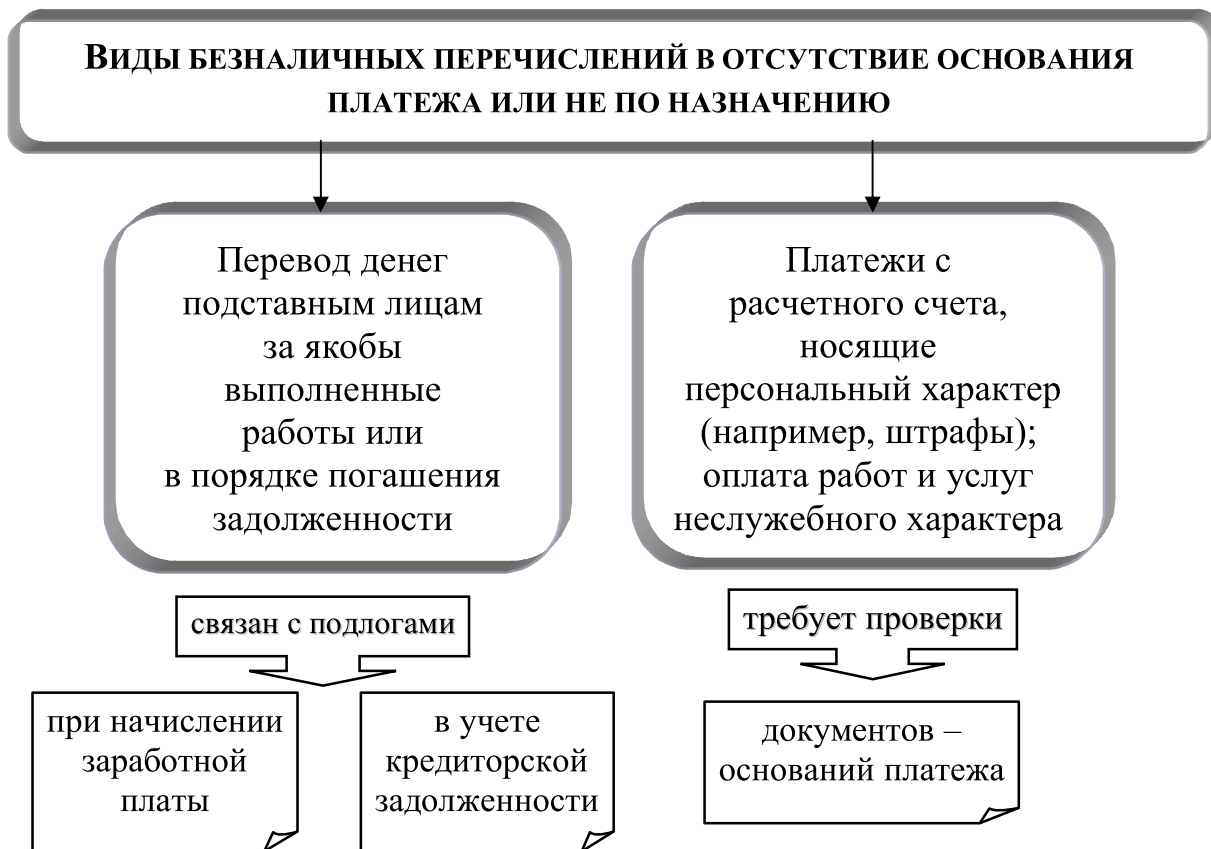 ВИДЫ БЕЗНАЛИЧНЫХ ПЕРЕЧИСЛЕНИЙ В ОТСУТСТВИЕ ОСНОВАНИЯ
ПЛАТЕЖА ИЛИ НЕ ПО НАЗНАЧЕНИЮ
Перевод денег
подставным лицам
за якобы
выполненные
работы или
в порядке погашения
задолженности
Платежи с
расчетного счета,
носящие
персональный характер
(например, штрафы);
оплата работ и услуг
неслужебного характера
связан с подлогами
требует проверки
при начислении
заработной
платы
в учете
кредиторской
задолженности
документов –
оснований платежа